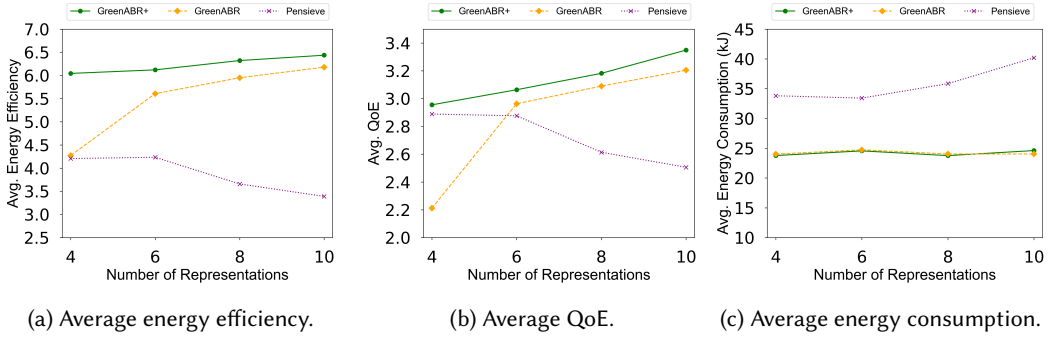 GreenABR+ GreenABR Pensieve
7.0
6.5
6.0
5.5
5.0
4.5
4.0
3.5
3.0
2.5
Avg. Energy Efficiency
4 6 8 10
Number of Representations
(a) Average energy efficiency.
GreenABR+ GreenABR Pensieve
3.4
3.2
3.0
2.8
2.6
2.4
2.2
2.0
Avg. QoE
4 6 8 10
Number of Representations
(b) Average QoE.
GreenABR+ GreenABR Pensieve
45
40
35
30
25
20
15
10
Avg. Energy Consumption (kJ)
4 6 8 10
Number of Representations
(c) Average energy consumption.